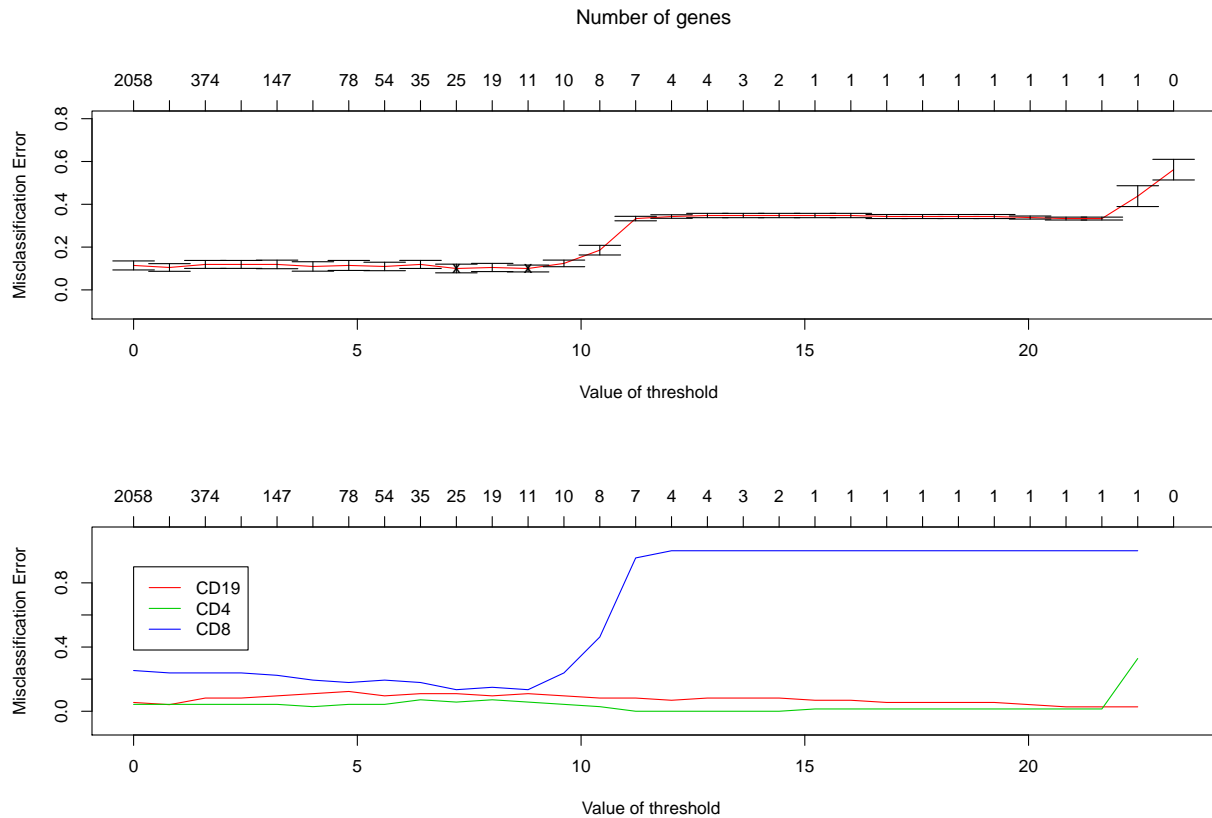 Number of genes
2058 374 147 78 54 35 25 19 11 10 8 7 4 4 3 2 1 1 1 1 1 1 1 1 1 1 0
Misclassification Error
0.8
0.6
0.4
0.2
0.0
x x
0 5 10 15 20
Value of threshold
2058 374 147 78 54 35 25 19 11 10 8 7 4 4 3 2 1 1 1 1 1 1 1 1 1 1 0
Misclassification Error
0.8
0.4
0.0
CD19
CD4
CD8
0 5 10 15 20
Value of threshold